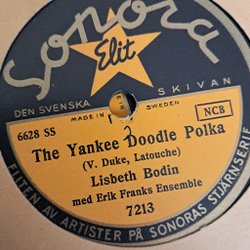 Sonora
Elit
DEN SVENSKA SKIVAN
MADE IN SWEDEN
6628 SS
NCB
2
The Yankee Doodle Polka
(V. Duke, Latouche)
Lisbeth Bodin
med Erik Franks Ensemble
7213
ELITEN AV ARTISTER PÅ SONORAS STJÄRNSERIE